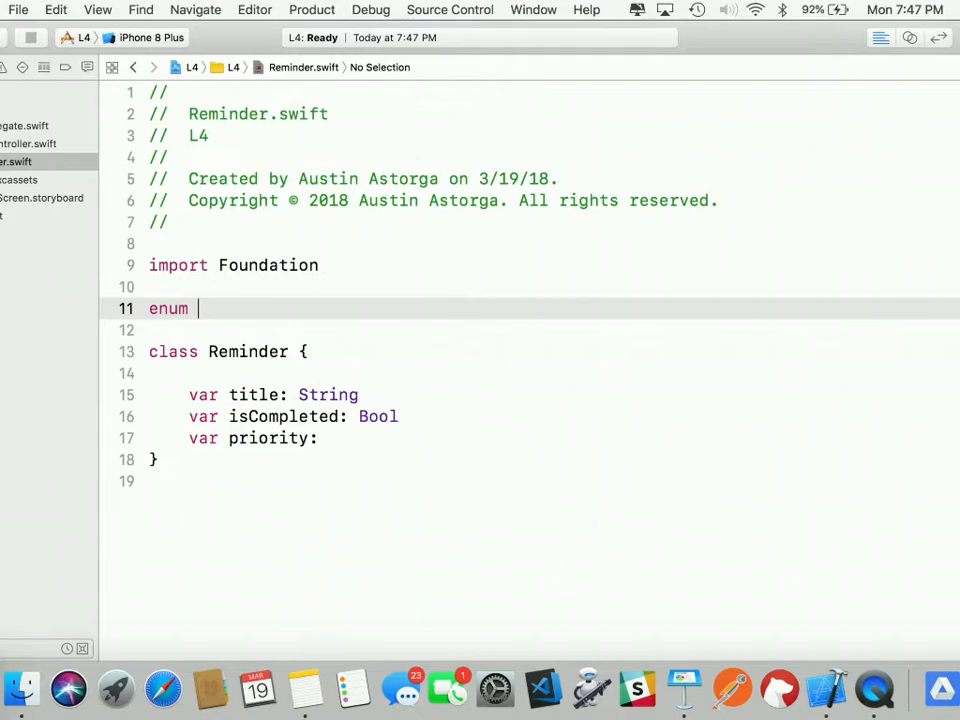 File Edit View Find Navigate Editor Product Debug Source Control Window Help 92% Mon 7:47 PM
L4 iPhone 8 Plus L4: Ready Today at 7:47 PM
L4 L4 Reminder.swift No Selection
egate.swift
ntroller.swift
er.swift
xcassets
Screen.storyboard
t
1 //
2 // Reminder.swift
3 // L4
4 //
5 // Created by Austin Astorga on 3/19/18.
6 // Copyright © 2018 Austin Astorga. All rights reserved.
7 //
8
9 import Foundation
10
11 enum
12
13 class Reminder {
14
15 var title: String
16 var isCompleted: Bool
17 var priority:
18 }
19
MAR
19
23
1